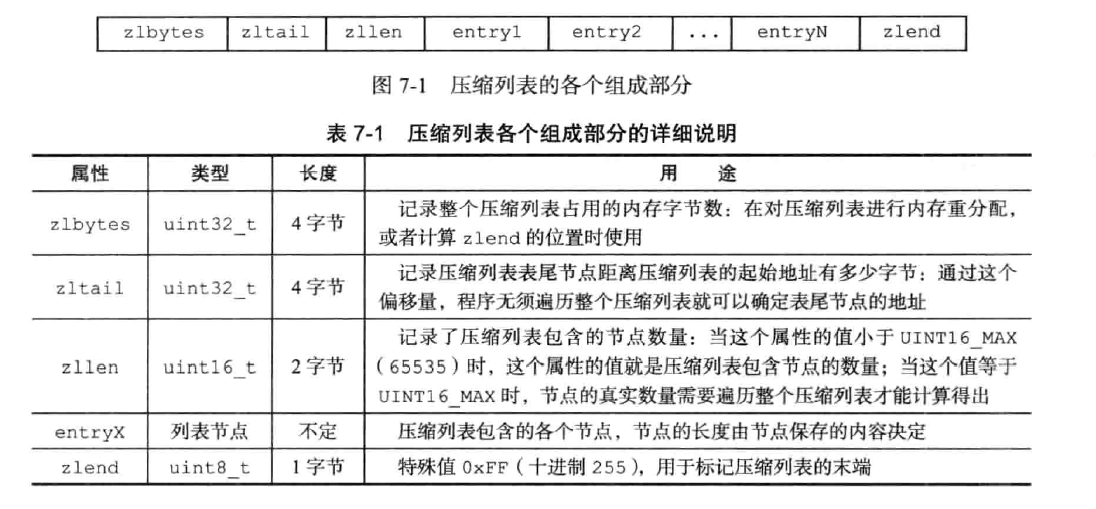 zlbytes zltail zllen entry1 entry2 ... entryN zlend
图 7-1 压缩列表的各个组成部分
表 7-1 压缩列表各个组成部分的详细说明
属性 类型 长度 用 途
zlbytes uint32_t 4 字节 记录整个压缩列表占用的内存字节数:在对压缩列表进行内存重分配,
或者计算 zlend 的位置时使用
zltail uint32_t 4 字节 记录压缩列表表尾节点距离压缩列表的起始地址有多少字节:通过这个
偏移量,程序无须遍历整个压缩列表就可以确定表尾节点的地址
zllen uint16_t 2 字节 记录了压缩列表包含的节点数量:当这个属性的值小于 UINT16_MAX
(65535)时,这个属性的值就是压缩列表包含节点的数量;当这个值等于
UINT16_MAX 时,节点的真实数量需要遍历整个压缩列表才能计算得出
entryX 列表节点 不定 压缩列表包含的各个节点,节点的长度由节点保存的内容决定
zlend uint8_t 1 字节 特殊值 0xFF(十进制 255),用于标记压缩列表的末端